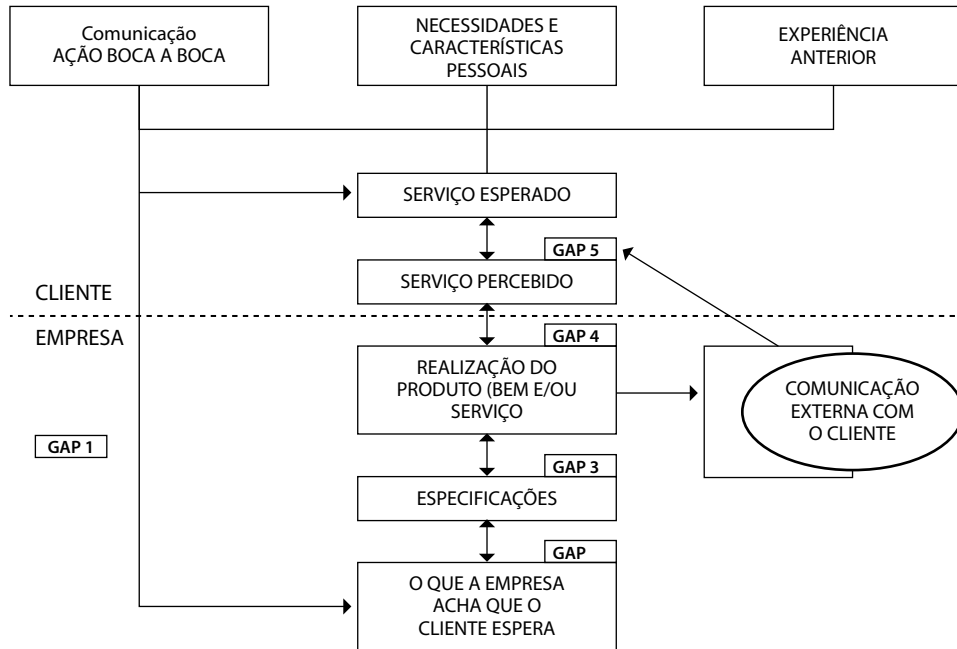 Comunicação
AÇÃO BOCA A BOCA
NECESSIDADES E
CARACTERÍSTICAS
PESSOAIS
EXPERIÊNCIA
ANTERIOR
SERVIÇO ESPERADO
GAP 5
SERVIÇO PERCEBIDO
CLIENTE
EMPRESA
GAP 4
REALIZAÇÃO DO
PRODUTO (BEM E/OU
SERVIÇO
COMUNICAÇÃO
EXTERNA COM
O CLIENTE
GAP 1
GAP 3
ESPECIFICAÇÕES
GAP
O QUE A EMPRESA
ACHA QUE O
CLIENTE ESPERA